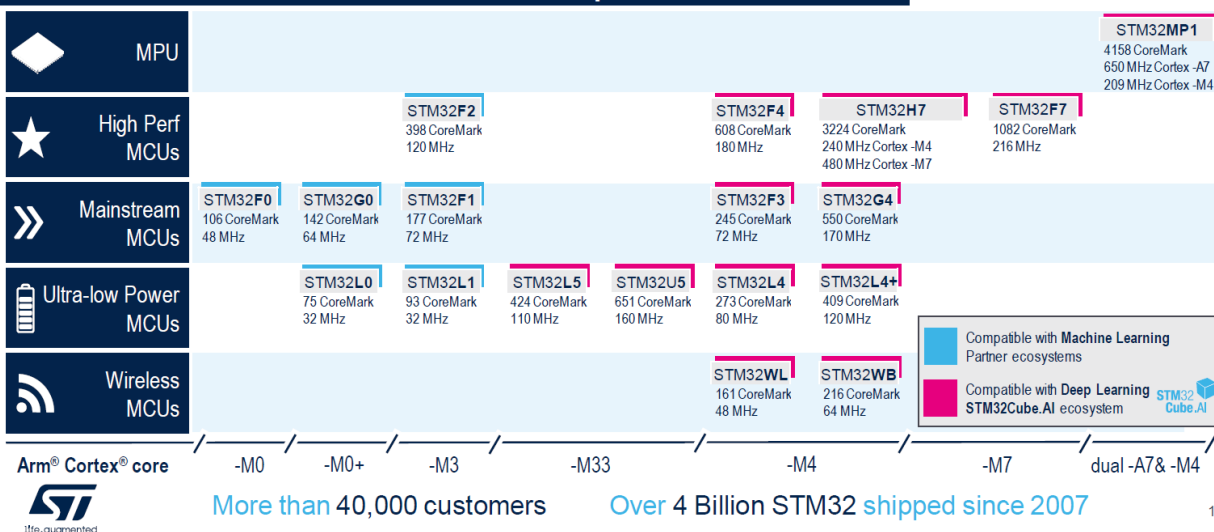 MPU
STM32MP1
4158 CoreMark
650 MHz Cortex -A7
209 MHz Cortex -M4
High Perf
MCUs
STM32F2
398 CoreMark
120 MHz
STM32F4
608 CoreMark
180 MHz
STM32H7
3224 CoreMark
240 MHz Cortex -M4
480 MHz Cortex -M7
STM32F7
1082 CoreMark
216 MHz
Mainstream
MCUs
STM32F0
106 CoreMark
48 MHz
STM32G0
142 CoreMark
64 MHz
STM32F1
177 CoreMark
72 MHz
STM32F3
245 CoreMark
72 MHz
STM32G4
550 CoreMark
170 MHz
Ultra-low Power
MCUs
STM32L0
75 CoreMark
32 MHz
STM32L1
93 CoreMark
32 MHz
STM32L5
424 CoreMark
110 MHz
STM32U5
651 CoreMark
160 MHz
STM32L4
273 CoreMark
80 MHz
STM32L4+
409 CoreMark
120 MHz
Wireless
MCUs
STM32WL
161 CoreMark
48 MHz
STM32WB
216 CoreMark
64 MHz
Compatible with Machine Learning
Partner ecosystems
Compatible with Deep Learning
STM32Cube.AI ecosystem
STM32
Cube.AI
Arm® Cortex® core
-M0
-M0+
-M3
-M33
-M4
-M7
dual -A7& -M4
ST
life.augmented
More than 40,000 customers
Over 4 Billion STM32 shipped since 2007
1